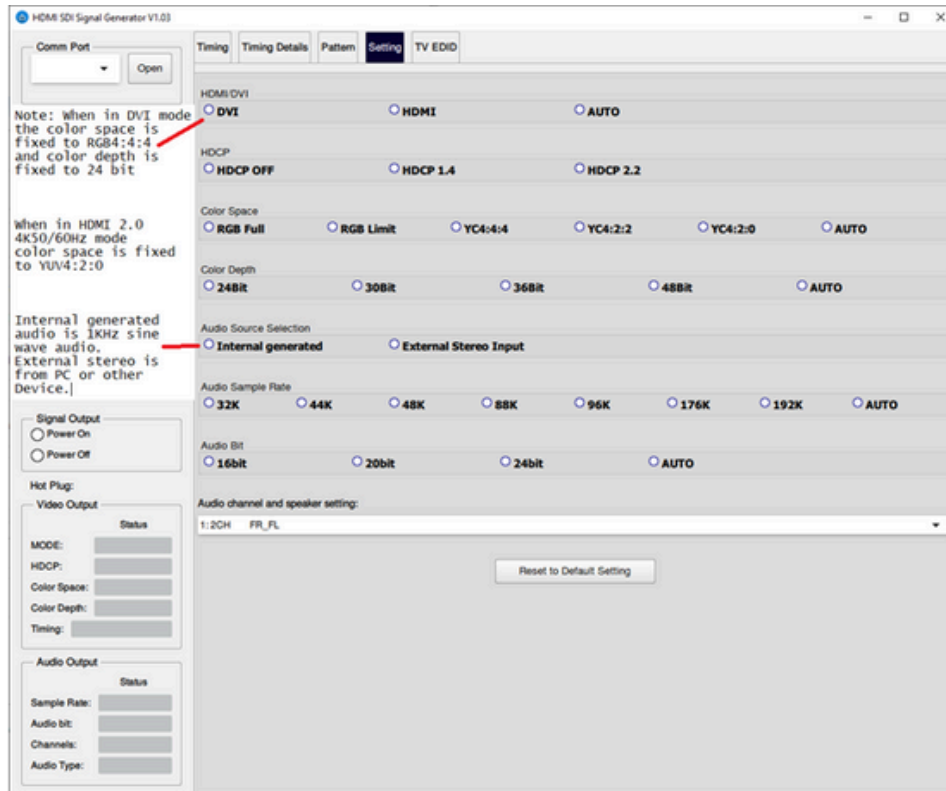 HDMI SDI Signal Generator V1.03
Comm Port
Open
Note: When in DVI mode
the color space is
fixed to RGB4:4:4
and color depth is
fixed to 24 bit
When in HDMI 2.0
4K50/60Hz mode
color space is fixed
to YUV4:2:0
Internal generated
audio is 1KHz sine
wave audio.
External stereo is
from PC or other
Device.
Signal Output
Power On
Power Off
Hot Plug:
Video Output
Status
MODE:
HDCP:
Color Space:
Color Depth:
Timing:
Audio Output
Status
Sample Rate:
Audio bit:
Channels:
Audio Type:
Timing Timing Details Pattern Setting TV EDID
HDMI/DVI
DVI HDMI AUTO
HDCP
HDCP OFF HDCP 1.4 HDCP 2.2
Color Space
RGB Full RGB Limit YC4:4:4 YC4:2:2 YC4:2:0 AUTO
Color Depth
24Bit 30Bit 36Bit 48Bit AUTO
Audio Source Selection
Internal generated External Stereo Input
Audio Sample Rate
32K 44K 48K 88K 96K 176K 192K AUTO
Audio Bit
16bit 20bit 24bit AUTO
Audio channel and speaker setting:
1: 2CH FR_FL
Reset to Default Setting